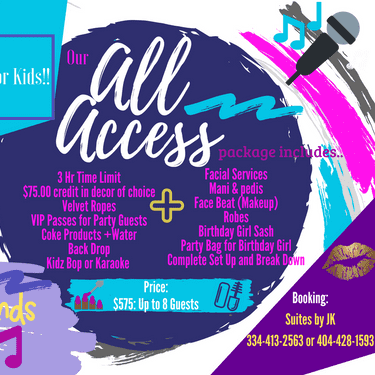 or Kids!!
Our
All
Access
package includes..
3 Hr Time Limit
$75.00 credit in decor of choice
Velvet Ropes
VIP Passes for Party Guests
Coke Products +Water
Back Drop
Kidz Bop or Karaoke
Facial Services
Mani & pedis
Face Beat (Makeup)
Robes
Birthday Girl Sash
Party Bag for Birthday Girl
Complete Set Up and Break Down
Price:
$575: Up to 8 Guests
Booking:
Suites by JK
334-413-2563 or 404-428-1593